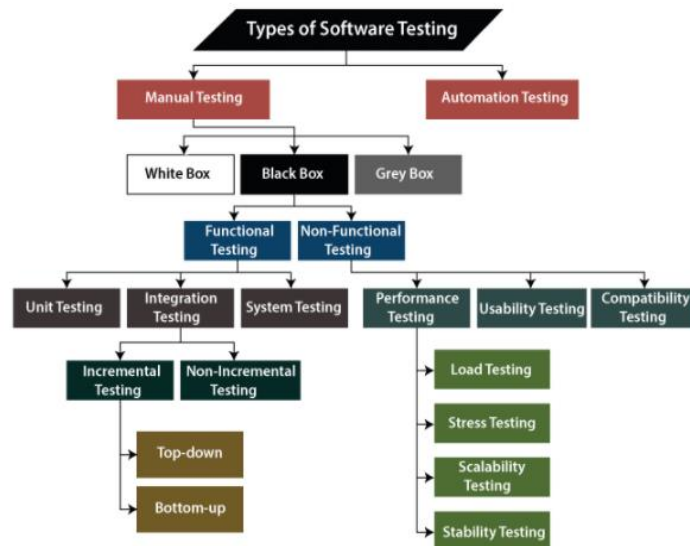 Types of Software Testing
Manual Testing
Automation Testing
White Box
Black Box
Grey Box
Functional
Testing
Non-Functional
Testing
Unit Testing
Integration
Testing
System Testing
Performance
Testing
Usability Testing
Compatibility
Testing
Incremental
Testing
Non-Incremental
Testing
Load Testing
Stress Testing
Top-down
Scalability
Testing
Bottom-up
Stability Testing